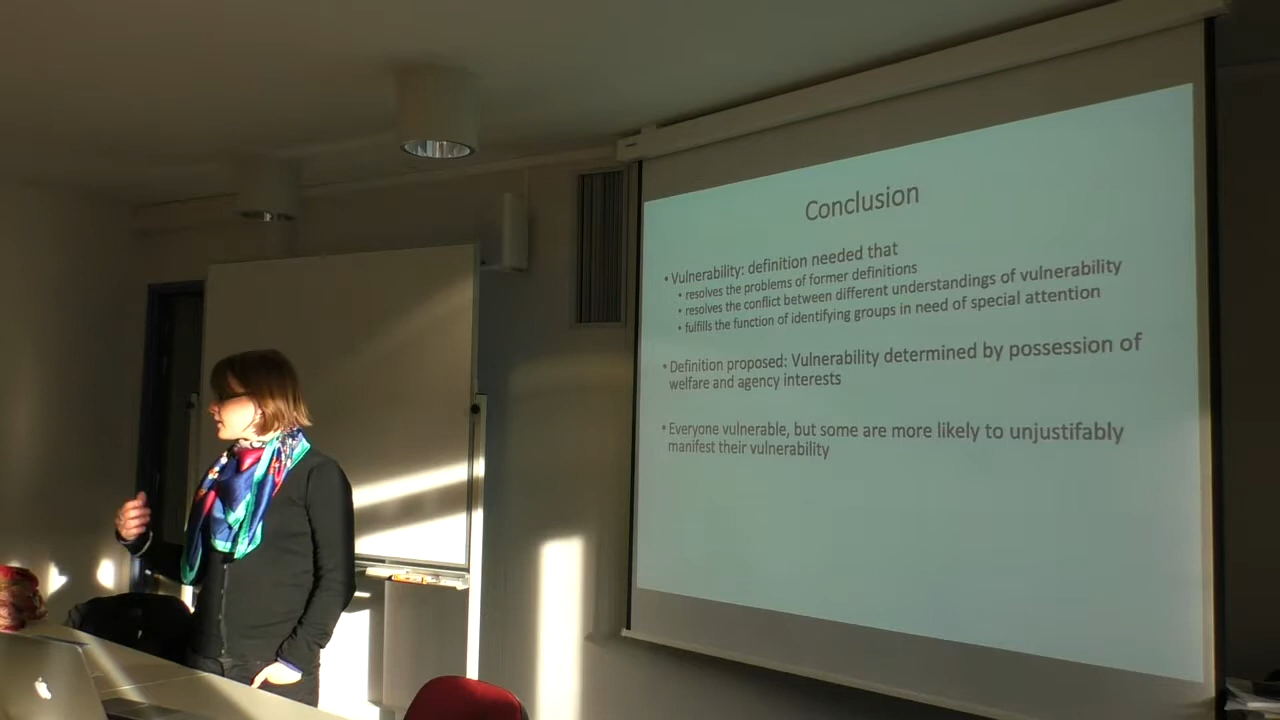 Conclusion
• Vulnerability: definition needed that
• resolves the problems of former definitions
• resolves the conflict between different understandings of vulnerability
• fulfills the function of identifying groups in need of special attention
• Definition proposed: Vulnerability determined by possession of
welfare and agency interests
• Everyone vulnerable, but some are more likely to unjustifably
manifest their vulnerability